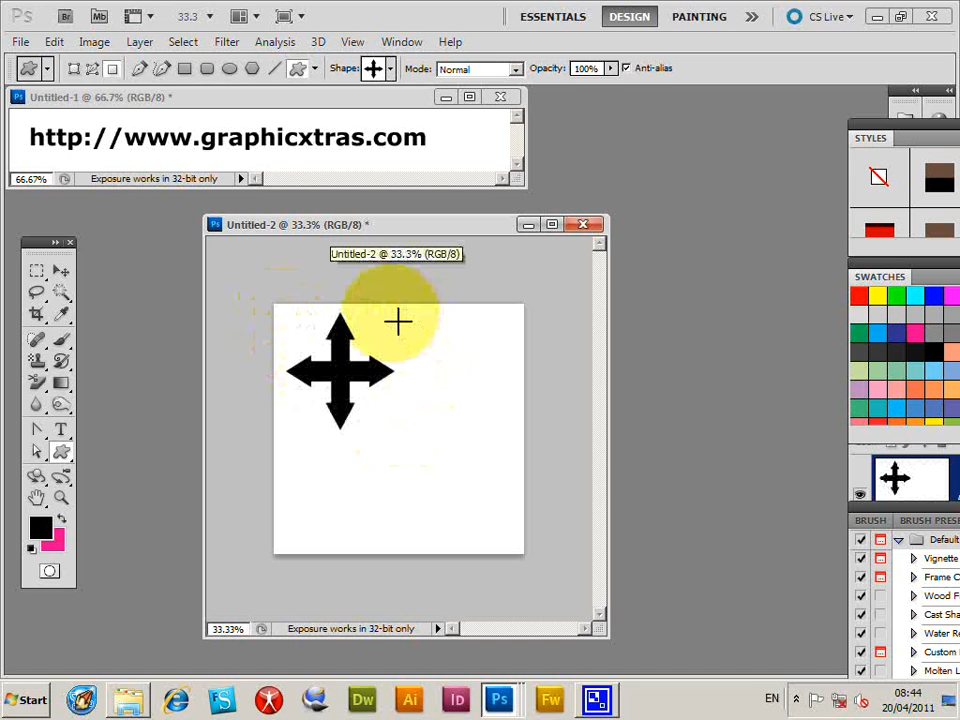 Ps Br Mb 33.3 ESSENTIALS DESIGN PAINTING CS Live
File Edit Image Layer Select Filter Analysis 3D View Window Help
Shape: Mode: Normal Opacity: 100% Anti-alias
Ps Untitled-1 @ 66.7% (RGB/8) *
http://www.graphicxtras.com
66.67% Exposure works in 32-bit only
STYLES
Ps Untitled-2 @ 33.3% (RGB/8) *
Untitled-2 @ 33.3% (RGB/8)
SWATCHES
T
BRUSH BRUSH PRESE
Default
Vignette
Frame C
Wood F
Cast Sha
Water Re
Custom
Molten L
33.33% Exposure works in 32-bit only
Start FS Dw Ai Id Ps Fw EN 08:44
20/04/2011